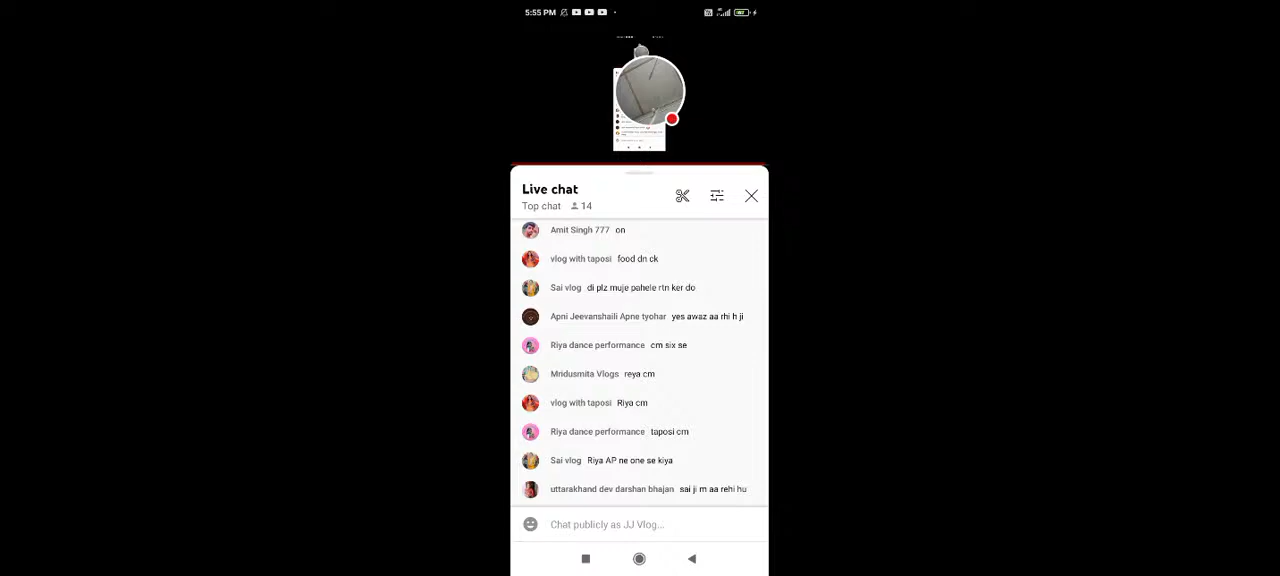 5:55 PM
Live chat
Top chat 14
Amit Singh 777 on
vlog with taposi food dn ck
Sai vlog di plz muje pahele rtn ker do
Apni Jeevanshaili Apne tyohar yes awaz aa rhi h ji
Riya dance performance cm six se
Mridusmita Vlogs reya cm
vlog with taposi Riya cm
Riya dance performance taposi cm
Sai vlog Riya AP ne one se kiya
uttarakhand dev darshan bhajan sai ji m aa rehi hu
Chat publicly as JJ Vlog...